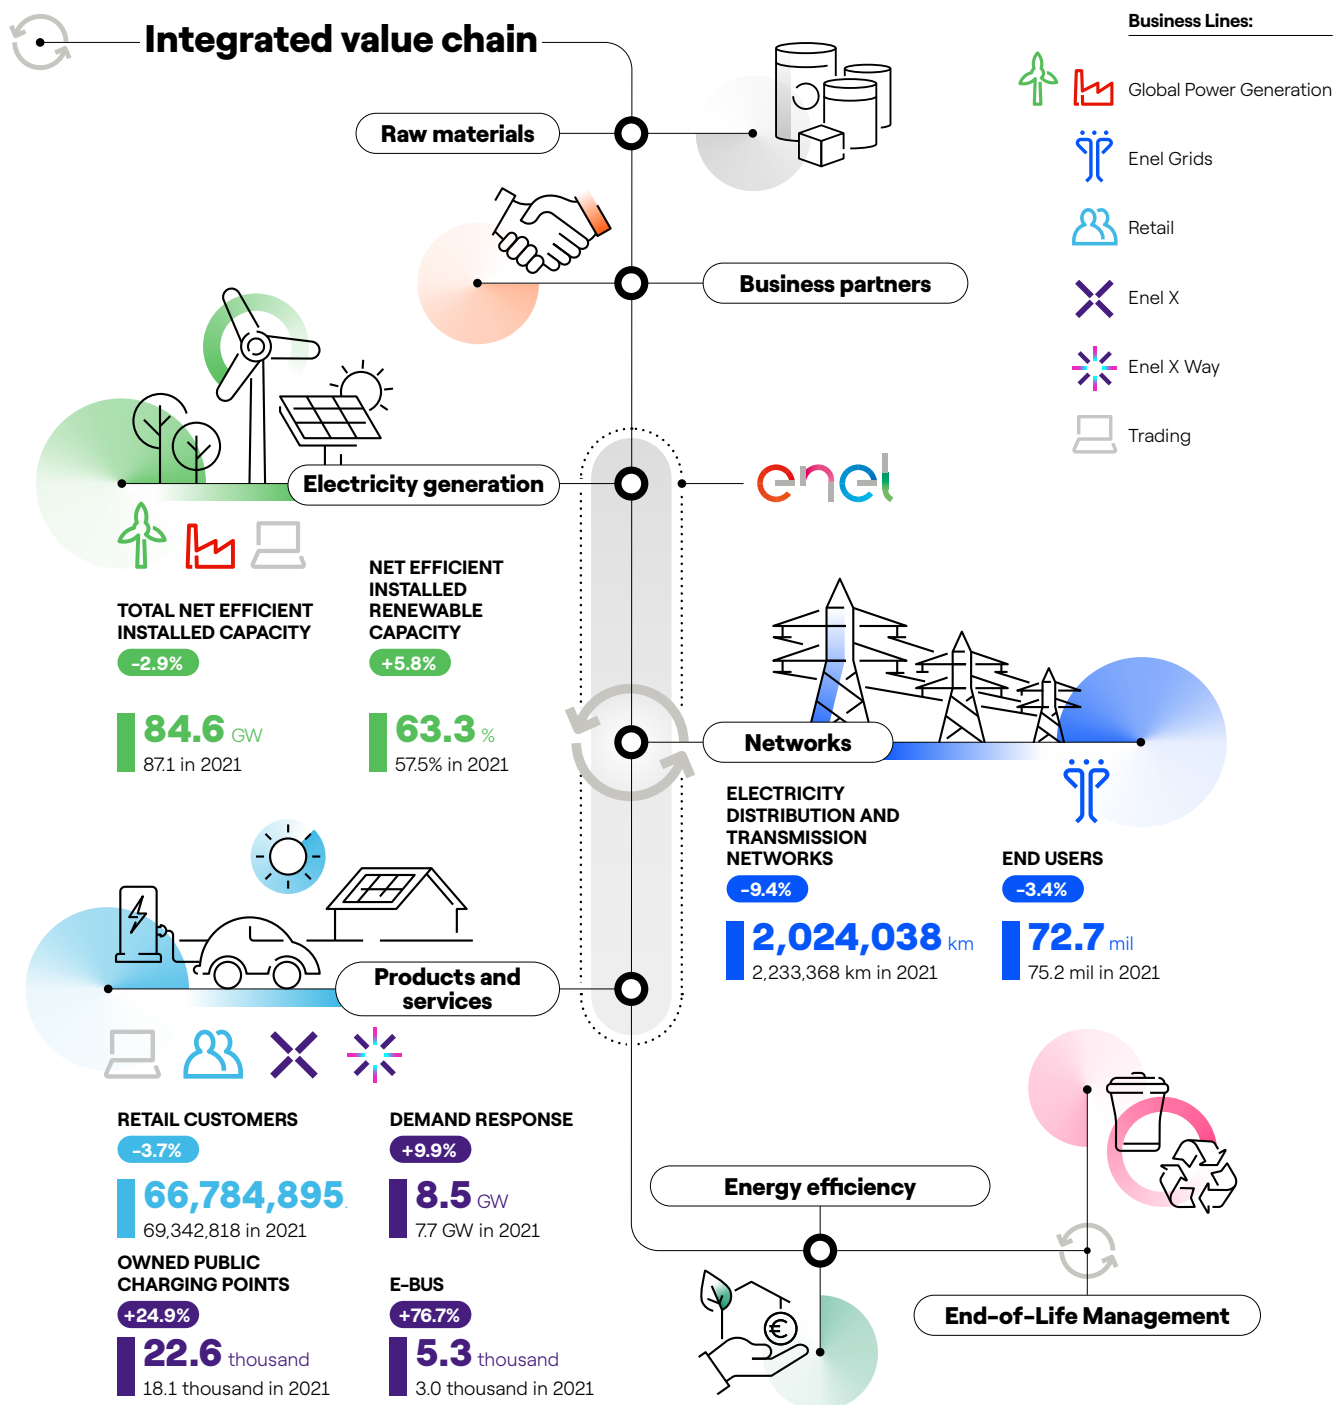 Integrated value chain
Business Lines:
Global Power Generation
Enel Grids
Retail
Enel X
Enel X Way
Trading
Raw materials
Business partners
Electricity generation
enel
TOTAL NET EFFICIENT
INSTALLED CAPACITY
-2.9%
84.6 GW
87.1 in 2021
NET EFFICIENT
INSTALLED
RENEWABLE
CAPACITY
+5.8%
63.3 %
57.5% in 2021
Networks
ELECTRICITY
DISTRIBUTION AND
TRANSMISSION
NETWORKS
-9.4%
2,024,038 km
2,233,368 km in 2021
END USERS
-3.4%
72.7 mil
75.2 mil in 2021
Products and
services
RETAIL CUSTOMERS
-3.7%
66,784,895.
69,342,818 in 2021
DEMAND RESPONSE
+9.9%
8.5 GW
7.7 GW in 2021
OWNED PUBLIC
CHARGING POINTS
+24.9%
22.6 thousand
18.1 thousand in 2021
E-BUS
+76.7%
5.3 thousand
3.0 thousand in 2021
Energy efficiency
€
End-of-Life Management